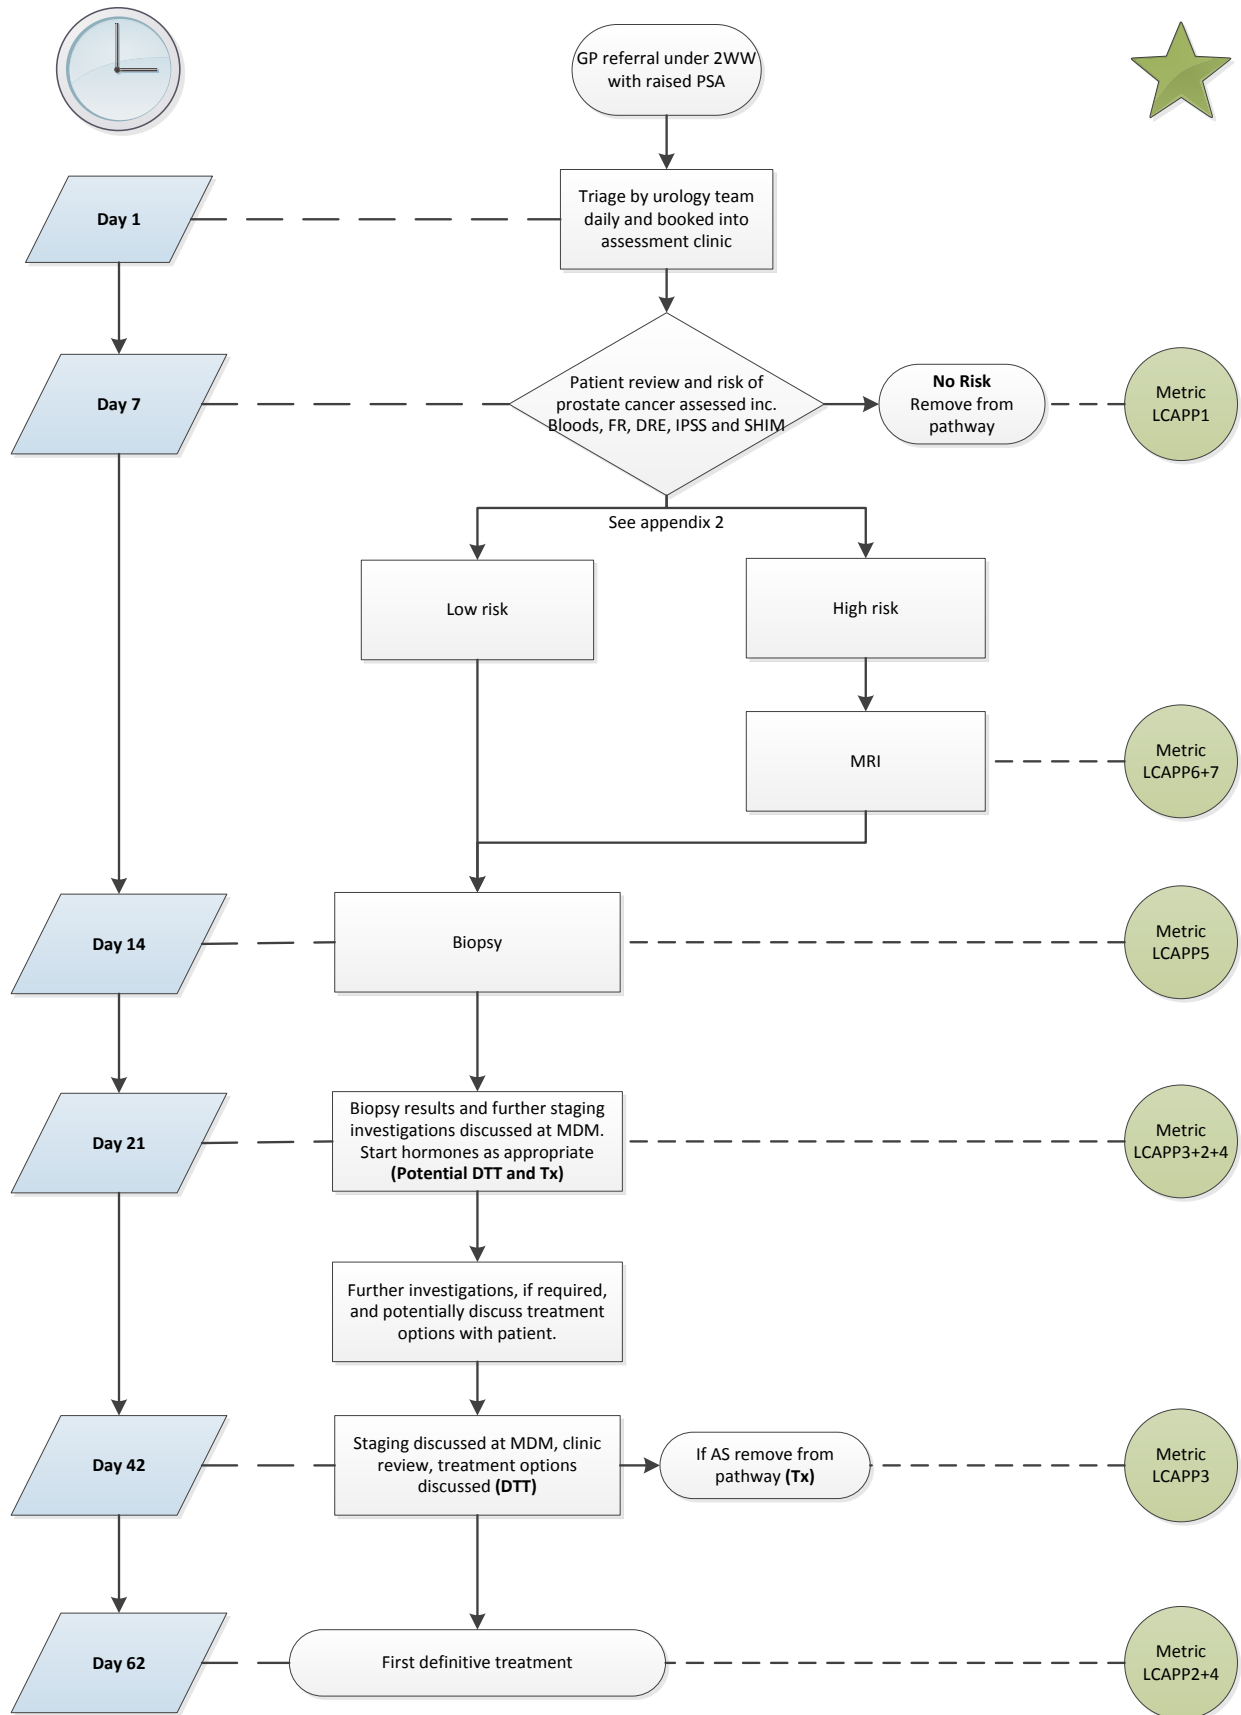 GP referral under 2WW
with raised PSA
Day 1
Triage by urology team
daily and booked into
assessment clinic
Day 7
Patient review and risk of
prostate cancer assessed inc.
Bloods, FR, DRE, IPSS and SHIM
No Risk
Remove from
pathway
Metric
LCAPP1
See appendix 2
Low risk
High risk
MRI
Metric
LCAPP6+7
Day 14
Biopsy
Metric
LCAPP5
Day 21
Biopsy results and further staging
investigations discussed at MDM.
Start hormones as appropriate
(Potential DTT and Tx)
Metric
LCAPP3+2+4
Further investigations, if required,
and potentially discuss treatment
options with patient.
Day 42
Staging discussed at MDM, clinic
review, treatment options
discussed (DTT)
If AS remove from
pathway (Tx)
Metric
LCAPP3
Day 62
First definitive treatment
Metric
LCAPP2+4